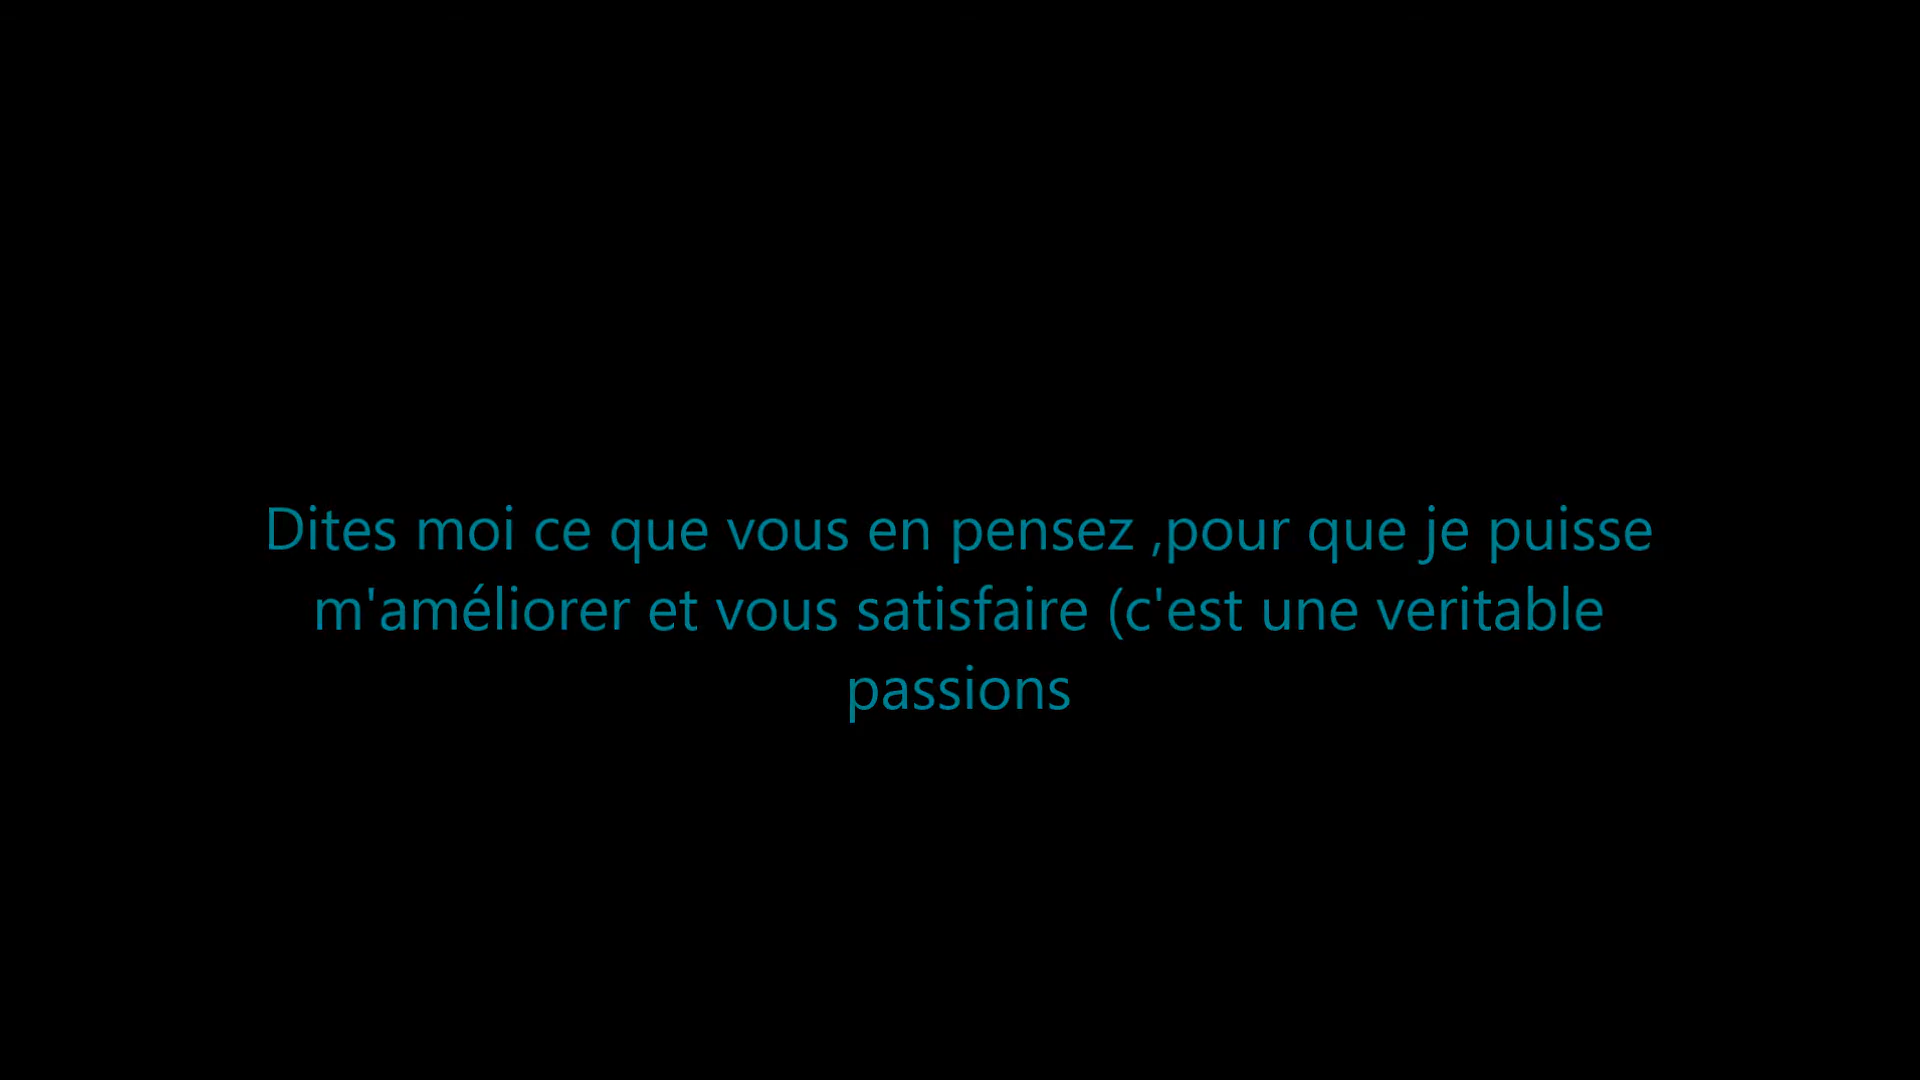 Dites moi ce que vous en pensez ,pour que je puisse
m'améliorer et vous satisfaire (c'est une veritable
passions